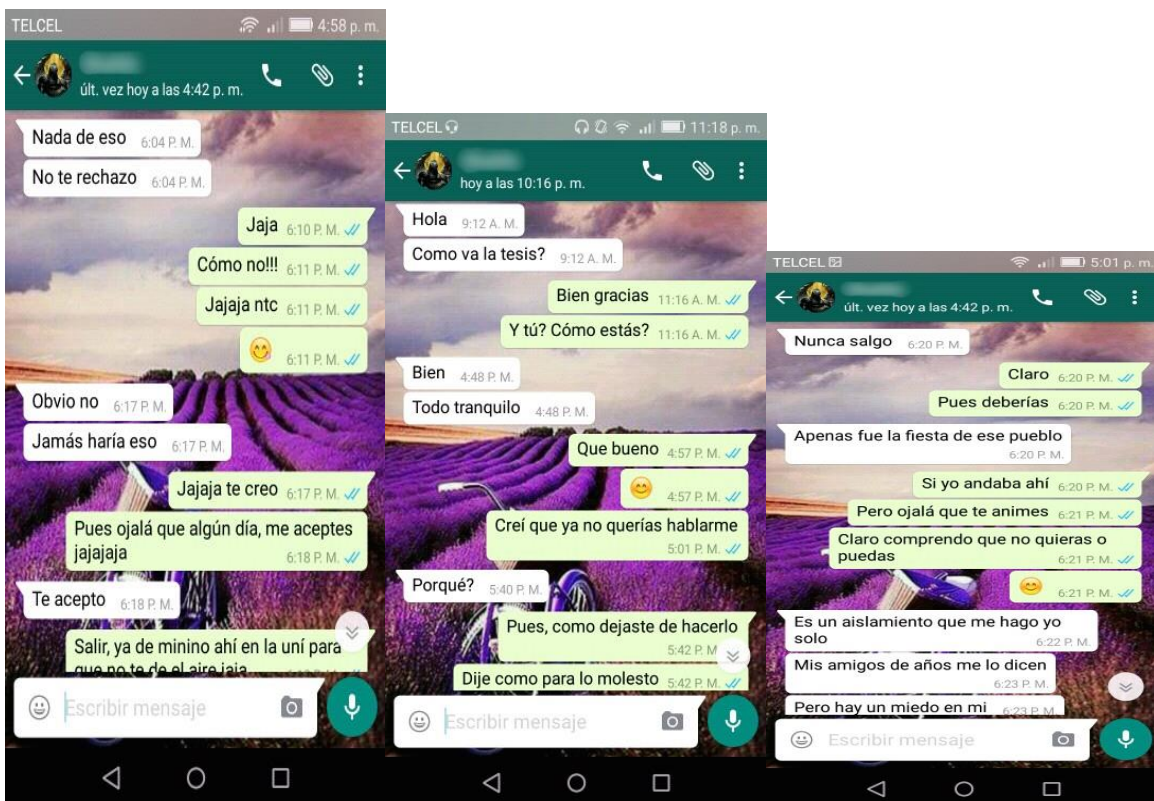 TELCEL 4:58 p. m.
últ. vez hoy a las 4:42 p. m.
Nada de eso 6:04 P. M.
No te rechazo 6:04 P. M.
Jaja 6:10 P. M.
Cómo no!!! 6:11 P. M.
Jajaja ntc 6:11 P. M.
6:11 P. M.
Obvio no 6:17 P. M.
Jamás haría eso 6:17 P. M.
Jajaja te creo 6:17 P. M.
Pues ojalá que algún día, me aceptes
jajajaja 6:18 P. M.
Te acepto 6:18 P. M.
Salir, ya de minino ahí en la uní para
que no te de el aire jaja
Escribir mensaje
TELCEL 11:18 p. m.
hoy a las 10:16 p. m.
Hola 9:12 A. M.
Como va la tesis? 9:12 A. M.
Bien gracias 11:16 A. M.
Y tú? Cómo estás? 11:16 A. M.
Bien 4:48 P. M.
Todo tranquilo 4:48 P. M.
Que bueno 4:57 P. M.
4:57 P. M.
Creí que ya no querías hablarme
5:01 P. M.
Porqué? 5:40 P. M.
Pues, como dejaste de hacerlo
5:42 P. M.
Dije como para lo molesto 5:42 P. M.
Escribir mensaje
TELCEL 5:01 p. m.
últ. vez hoy a las 4:42 p. m.
Nunca salgo 6:20 P. M.
Claro 6:20 P. M.
Pues deberías 6:20 P. M.
Apenas fue la fiesta de ese pueblo
6:20 P. M.
Si yo andaba ahí 6:20 P. M.
Pero ojalá que te animes 6:21 P. M.
Claro comprendo que no quieras o
puedas 6:21 P. M.
6:21 P. M.
Es un aislamiento que me hago yo
solo 6:22 P. M.
Mis amigos de años me lo dicen
6:23 P. M.
Pero hay un miedo en mi 6:23 P. M.
Escribir mensaje